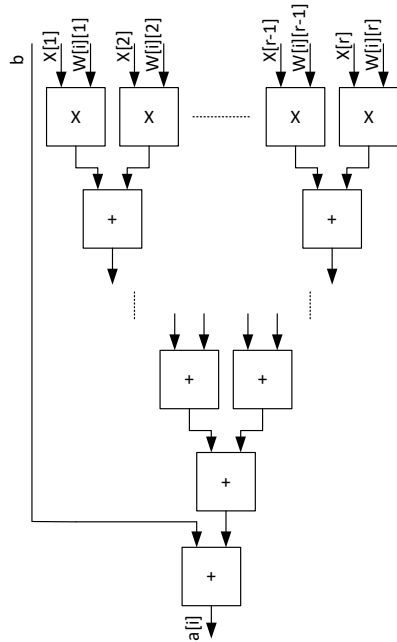 b
X[1]
W[i][1]
X[2]
W[i][2]
X[r-1]
W[i][r-1]
X[r]
W[i][r]
X
X
X
X
+
+
+
+
+
+
a[i]